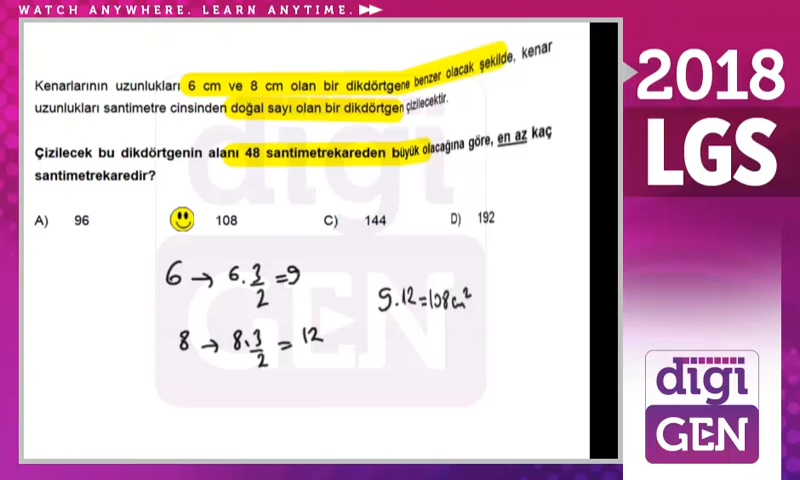 WATCH ANYWHERE. LEARN ANYTIME.
Kenarlarının uzunlukları 6 cm ve 8 cm olan bir dikdörtgene benzer olacak şekilde, kenar
uzunlukları santimetre cinsinden doğal sayı olan bir dikdörtgen çizilecektir.
Çizilecek bu dikdörtgenin alanı 48 santimetrekareden büyük olacağına göre, en az kaç
santimetrekaredir?
A) 96 108 C) 144 D) 192
6 → 6.3/2 =9
9.12=108cm²
8 → 8.3/2 = 12
2018
LGS
digi
GEN
digi
GEN